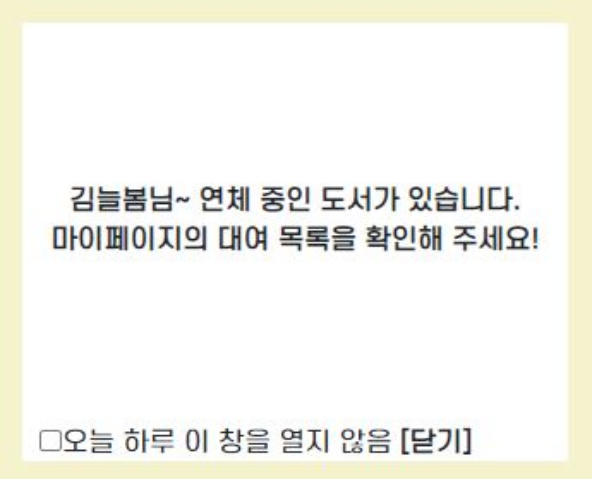 김늘봄님~ 연체 중인 도서가 있습니다.
마이페이지의 대여 목록을 확인해 주세요!
□오늘 하루 이 창을 열지 않음 [닫기]